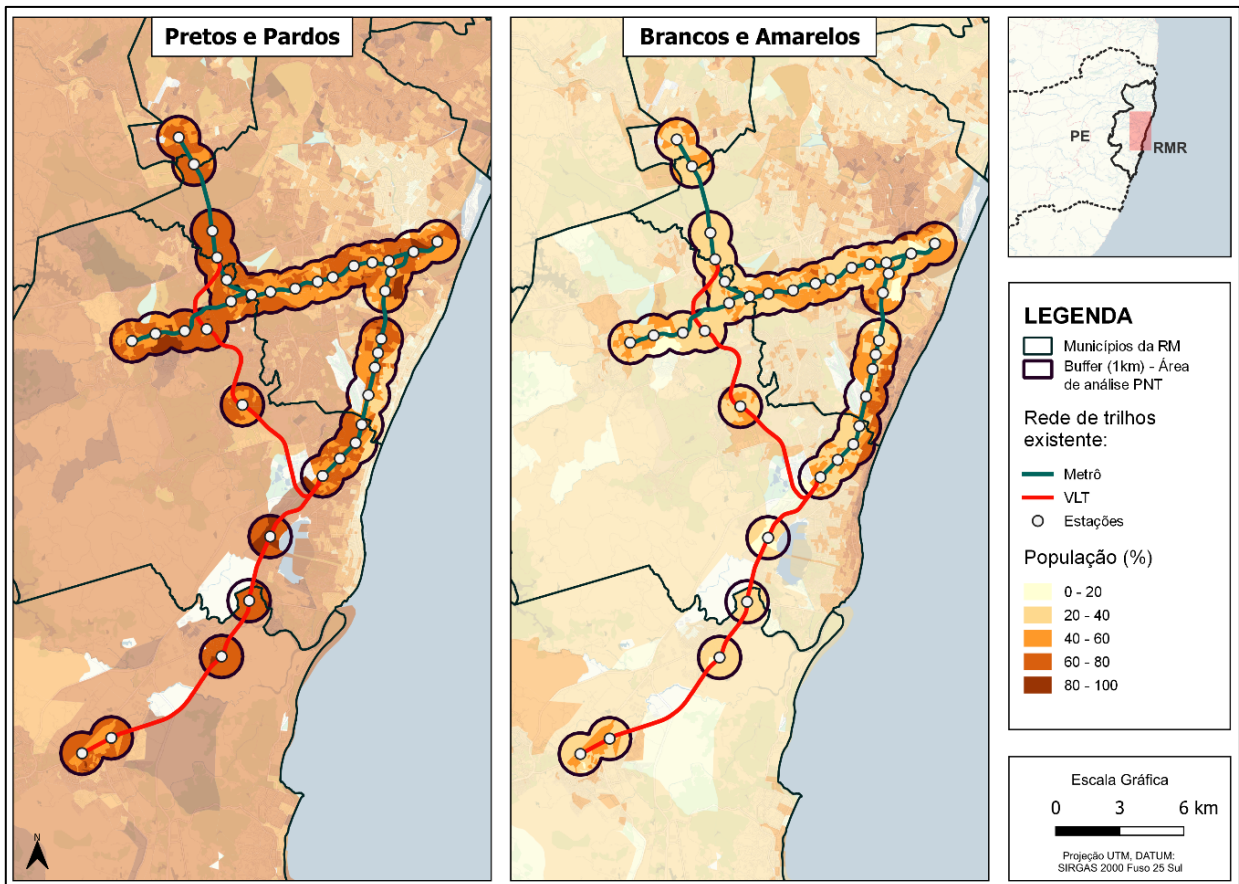 Pretos e Pardos
Brancos e Amarelos
PE
RMR
LEGENDA
Municípios da RM
Buffer (1km) - Área
de análise PNT
Rede de trilhos
existente:
Metrô
VLT
Estações
População (%)
0 - 20
20 - 40
40 - 60
60 - 80
80 - 100
Escala Gráfica
0 3 6 km
Projeção UTM, DATUM:
SIRGAS 2000 Fuso 25 Sul
N